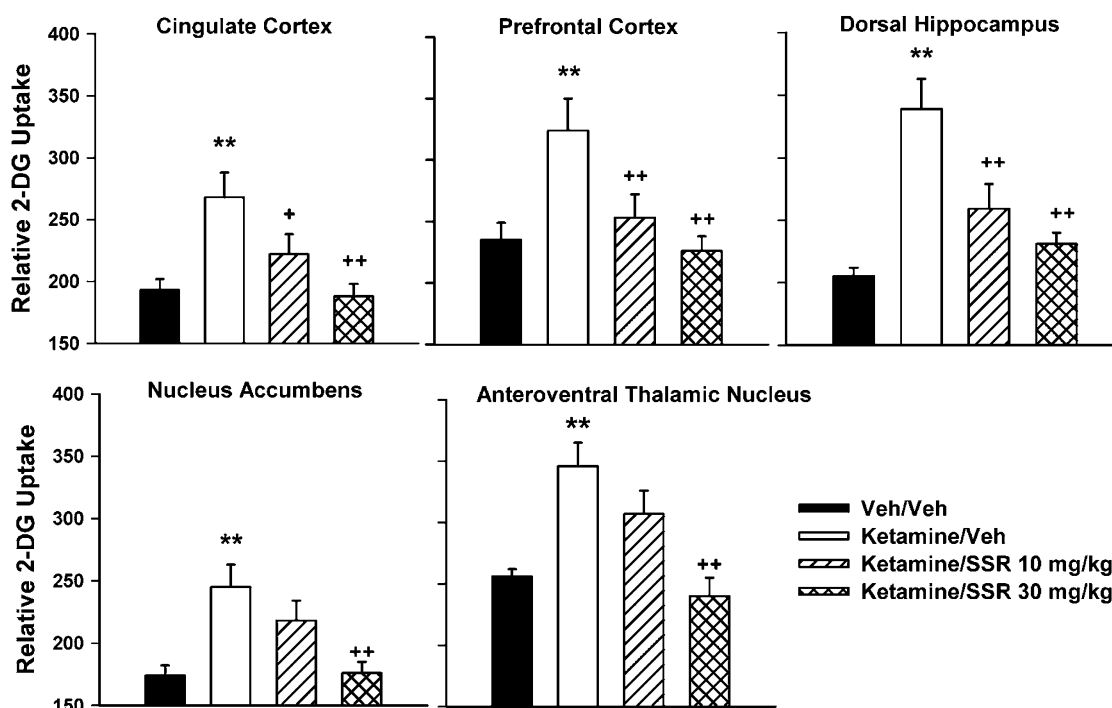 Cingulate Cortex
Prefrontal Cortex
Dorsal Hippocampus
Relative 2-DG Uptake
400
350
300
250
200
150
**
+
++
**
++
++
**
++
++
Nucleus Accumbens
Anteroventral Thalamic Nucleus
Relative 2-DG Uptake
400
350
300
250
200
150
**
++
**
++
Veh/Veh
Ketamine/Veh
Ketamine/SSR 10 mg/kg
Ketamine/SSR 30 mg/kg